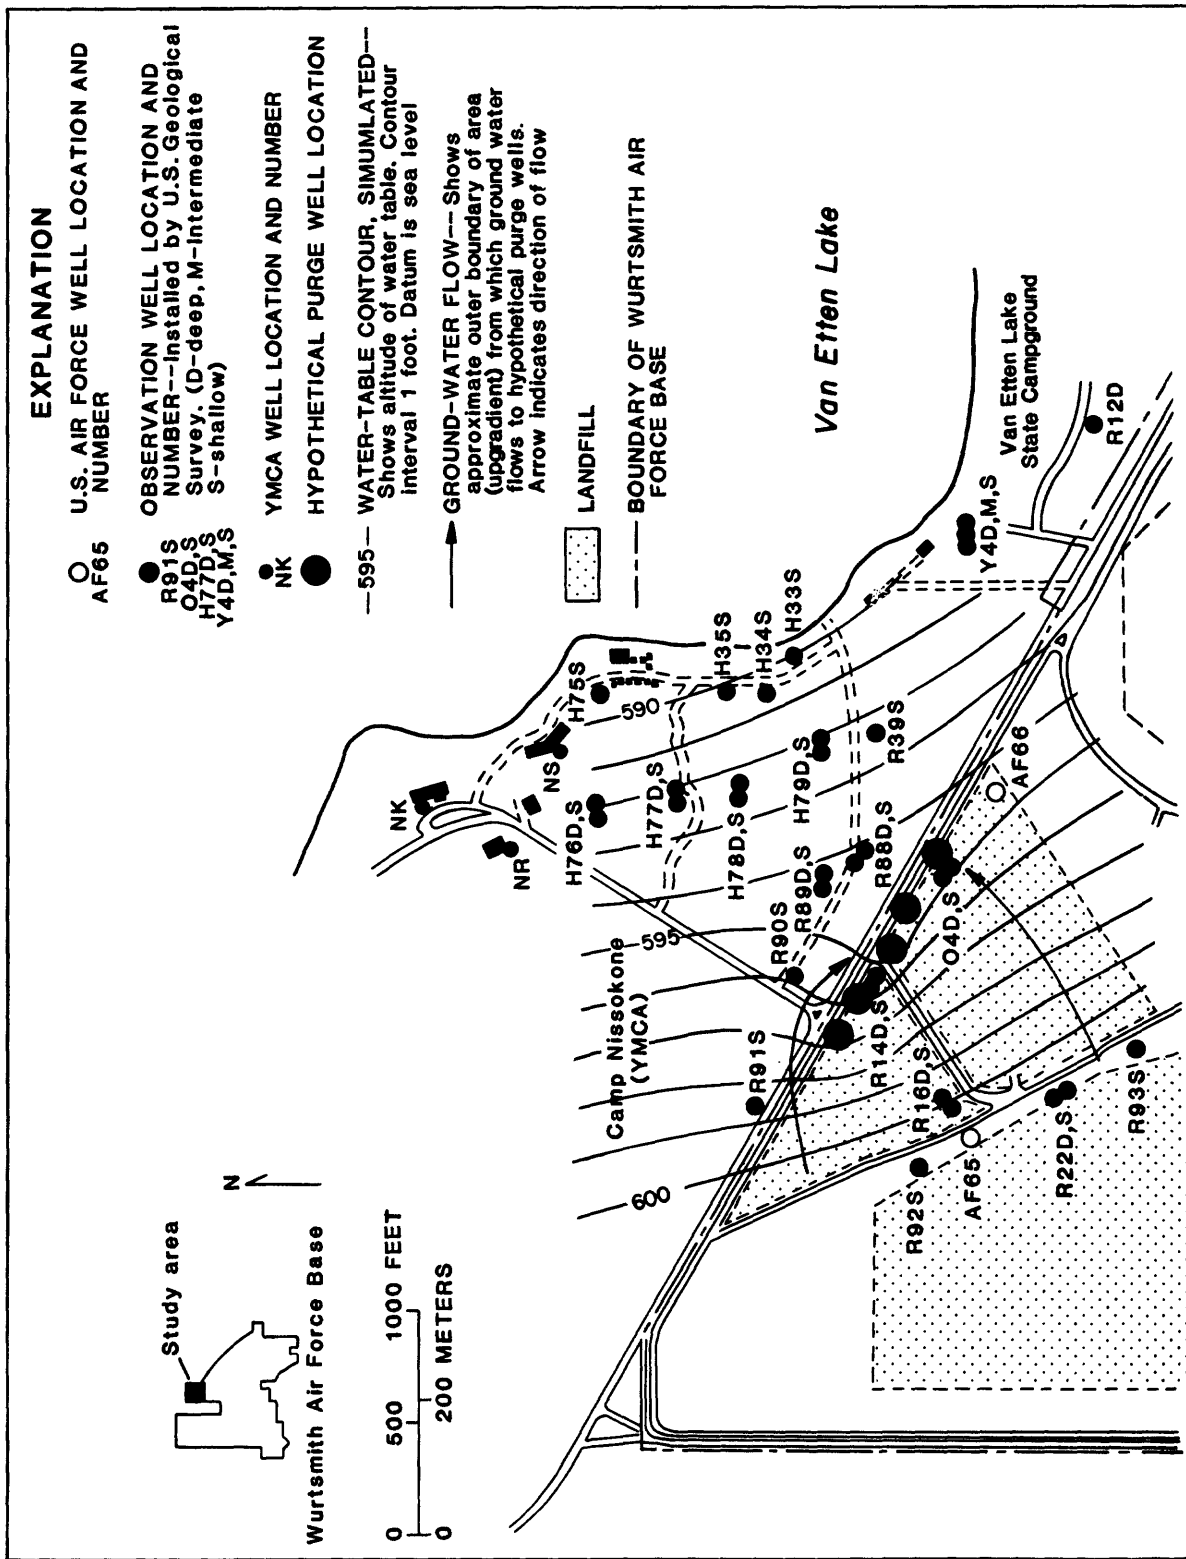 EXPLANATION
AF65
U.S. AIR FORCE WELL LOCATION AND
NUMBER
R91S
O4D,S
H77D,S
Y4D,M,S
OBSERVATION WELL LOCATION AND
NUMBER--Installed by U.S. Geological
Survey. (D-deep, M-Intermediate
S-shallow)
NK
YMCA WELL LOCATION AND NUMBER
HYPOTHETICAL PURGE WELL LOCATION
—595—
WATER-TABLE CONTOUR, SIMUMLATED--
Shows altitude of water table. Contour
interval 1 foot. Datum is sea level
GROUND-WATER FLOW--Shows
approximate outer boundary of area
(upgradient) from which ground water
flows to hypothetical purge wells.
Arrow indicates direction of flow
LANDFILL
BOUNDARY OF WURTSMITH AIR
FORCE BASE
Study area
Wurtsmith Air Force Base
N
0 500 1000 FEET
0 200 METERS
NK
NR
NS
H75S
H76D,S
590
H77D,S
H35S
H34S
H33S
H78D,S
H79D,S
R39S
Van Etten Lake
595
Camp Nissokone
(YMCA)
R90S
R89D,S
R88D,S
R91S
600
R14D,S
O4D,S
AF66
R16D,S
R92S
AF65
R22D,S
R93S
Y4D,M,S
Van Etten Lake
State Campground
R12D